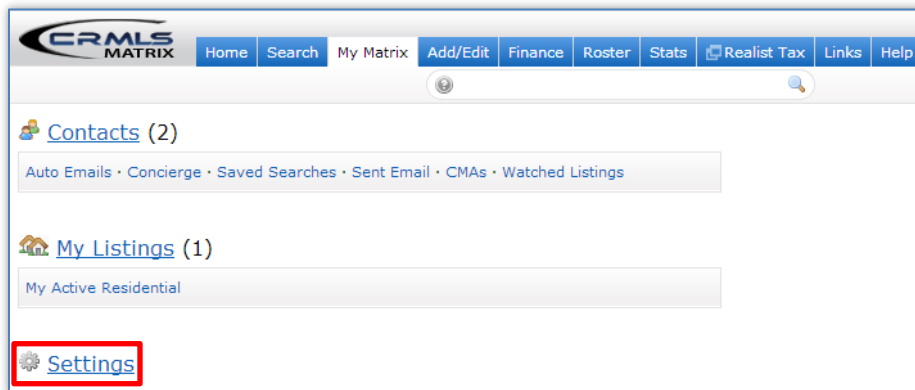 CRMLS
MATRIX
Home Search My Matrix Add/Edit Finance Roster Stats Realist Tax Links Help
Contacts (2)
Auto Emails · Concierge · Saved Searches · Sent Email · CMAs · Watched Listings
My Listings (1)
My Active Residential
Settings